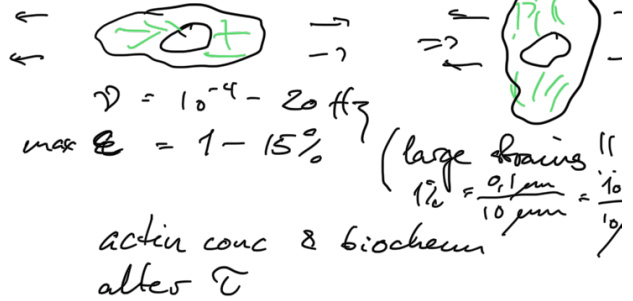 =>
ν = 10⁻⁴ - 20 Hz
max ε = 1 - 15% (large strains !!
1% = 0,1 μm / 10 μm = 10
actin conc & biochem
alter τ